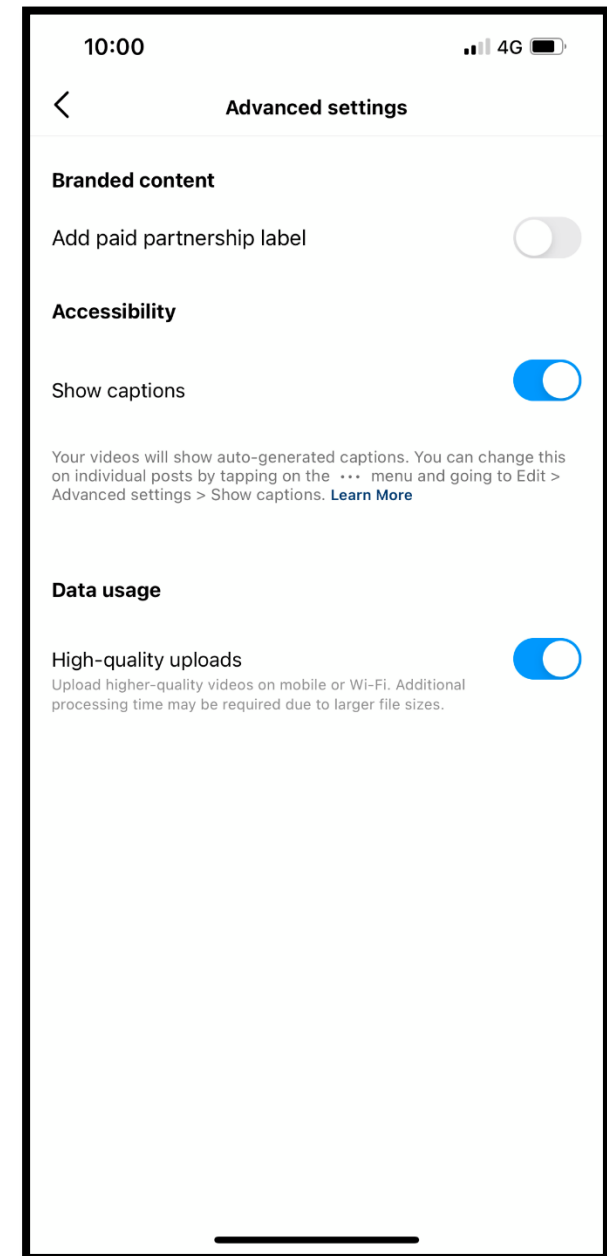 10:00
4G
Advanced settings
Branded content
Add paid partnership label
Accessibility
Show captions
Your videos will show auto-generated captions. You can change this
on individual posts by tapping on the ··· menu and going to Edit >
Advanced settings > Show captions. Learn More
Data usage
High-quality uploads
Upload higher-quality videos on mobile or Wi-Fi. Additional
processing time may be required due to larger file sizes.